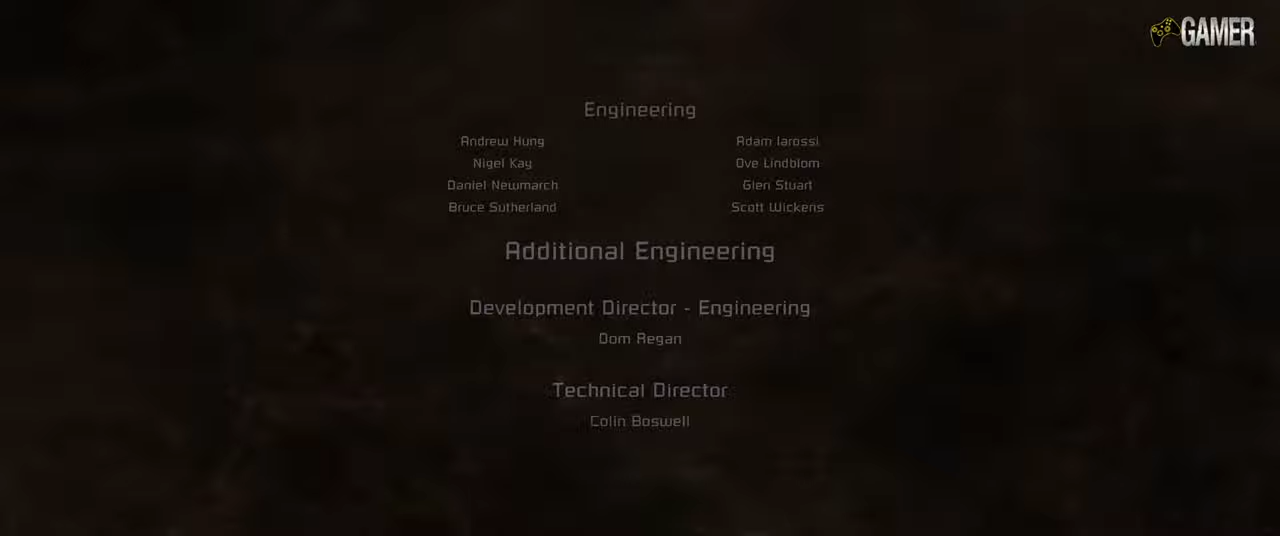 GAMER
Engineering
Andrew Hung Adam Iarossi
Nigel Kay Ove Lindblom
Daniel Newmarch Glen Stuart
Bruce Sutherland Scott Wickens
Additional Engineering
Development Director - Engineering
Dom Regan
Technical Director
Colin Boswell